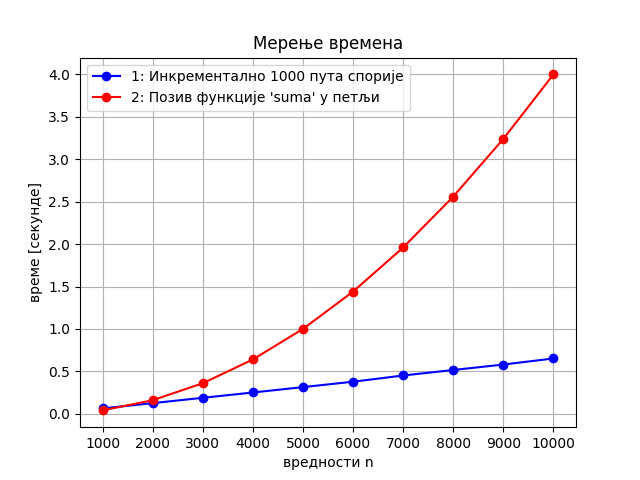 Мерење времена
1: Инкрементално 1000 пута спорије
2: Позив функције 'suma' у петљи
време [секунде]
4.0
3.5
3.0
2.5
2.0
1.5
1.0
0.5
0.0
1000 2000 3000 4000 5000 6000 7000 8000 9000 10000
вредности n